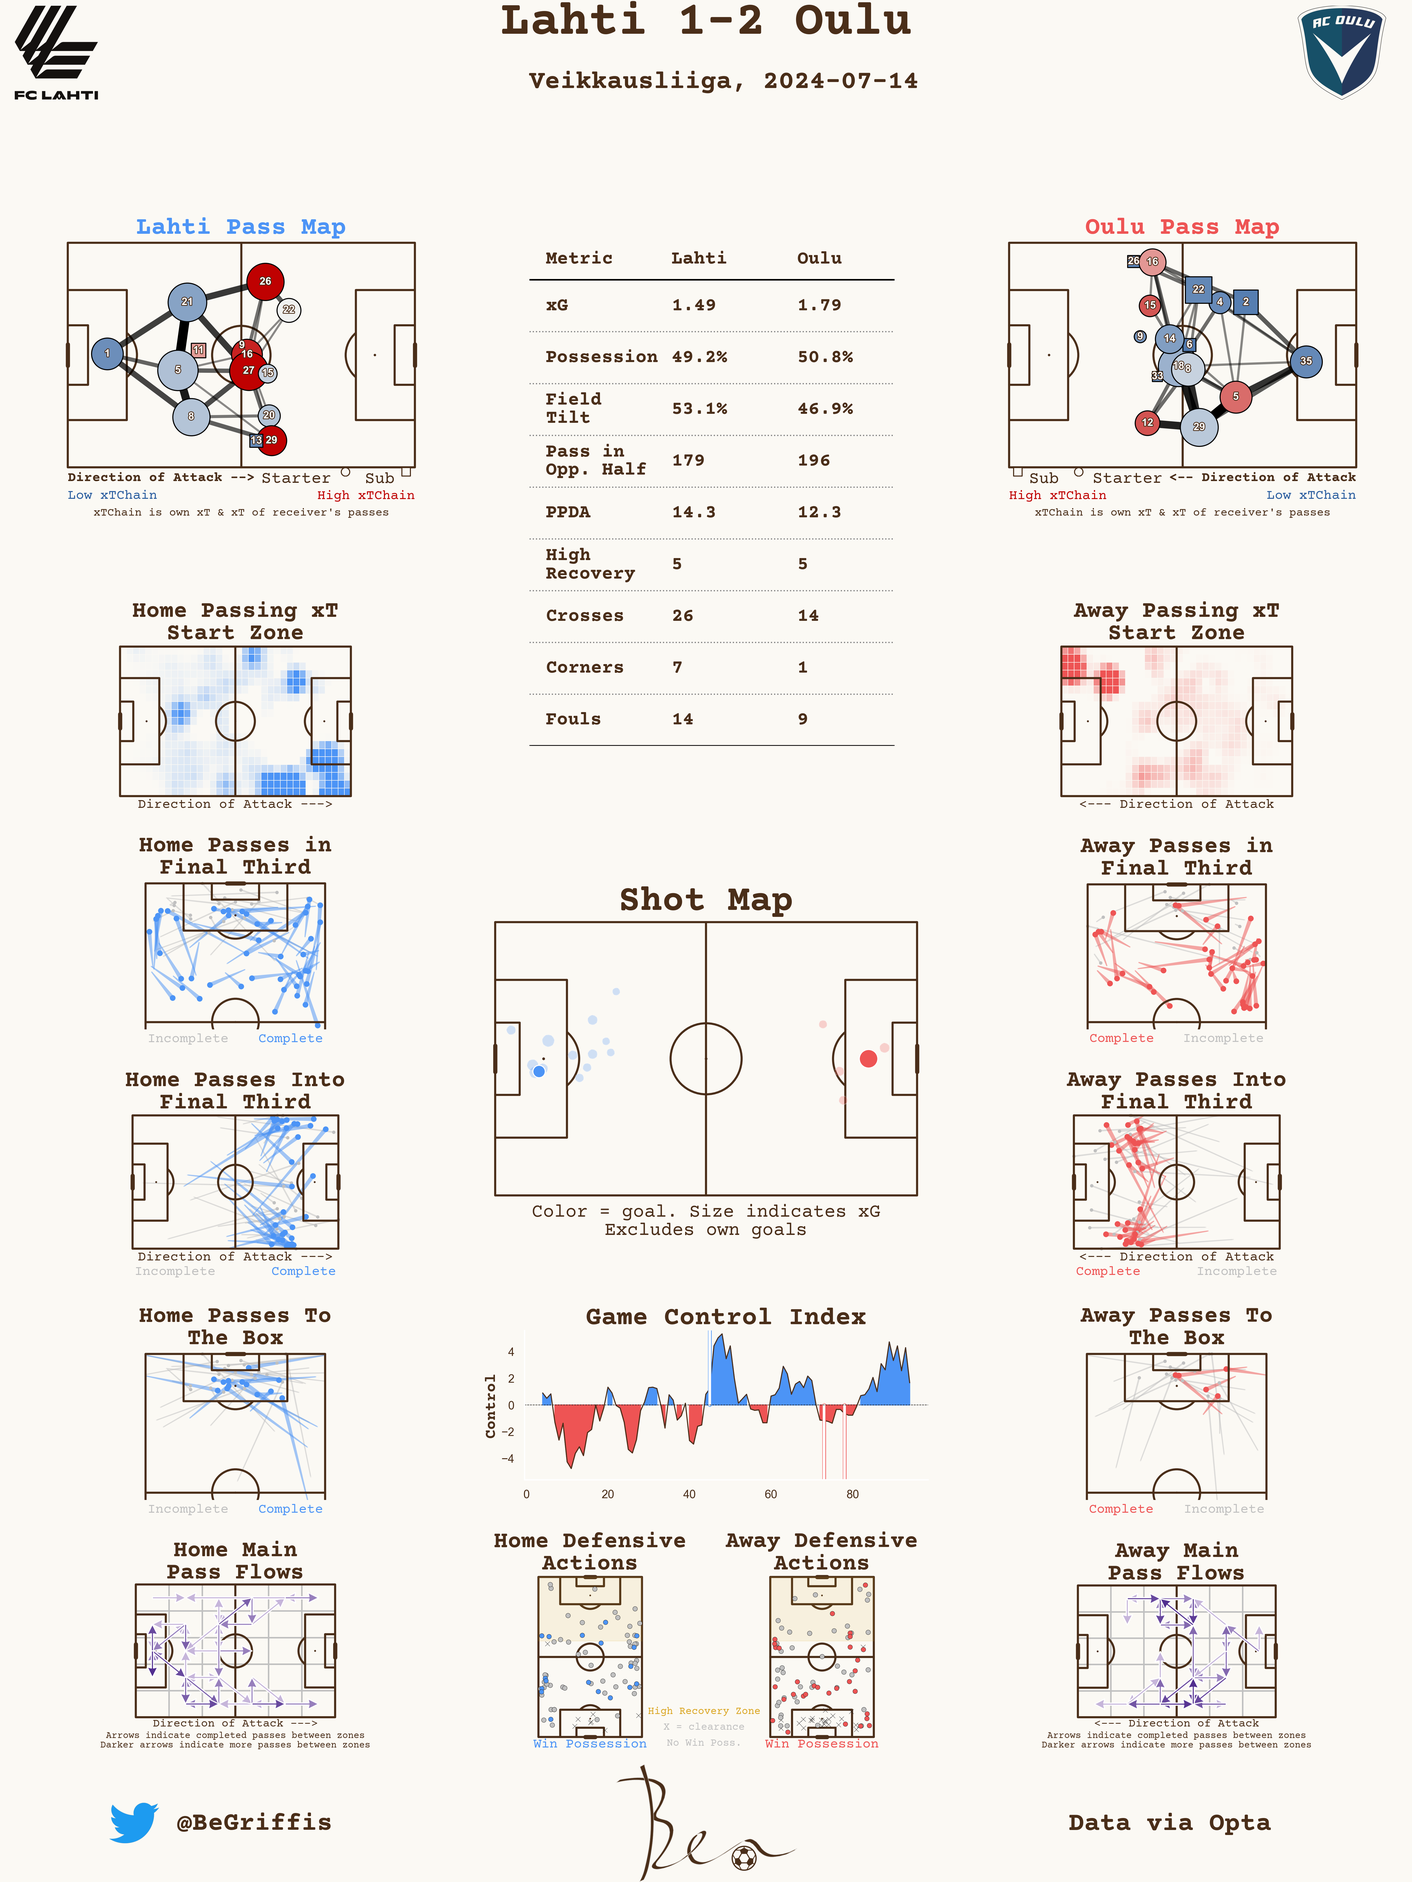 Lahti 1-2 Oulu
Veikkausliiga, 2024-07-14
FC LAHTI
AC OULU
Lahti Pass Map
26
21
22
11
9
1
16
5
27
15
8
20
13
29
Direction of Attack --> Starter Sub
Low xTChain High xTChain
xTChain is own xT & xT of receiver's passes
Metric Lahti Oulu
xG 1.49 1.79
Possession 49.2% 50.8%
Field
Tilt 53.1% 46.9%
Pass in
Opp. Half 179 196
PPDA 14.3 12.3
High
Recovery 5 5
Crosses 26 14
Corners 7 1
Fouls 14 9
Oulu Pass Map
26
16
22
15
4
2
9
14
6
35
18
8
33
5
12
29
Sub Starter <-- Direction of Attack
High xTChain Low xTChain
xTChain is own xT & xT of receiver's passes
Home Passing xT
Start Zone
Direction of Attack --->
Away Passing xT
Start Zone
<--- Direction of Attack
Home Passes in
Final Third
Incomplete Complete
Away Passes in
Final Third
Complete Incomplete
Shot Map
Color = goal. Size indicates xG
Excludes own goals
Home Passes Into
Final Third
Direction of Attack --->
Incomplete Complete
Away Passes Into
Final Third
<--- Direction of Attack
Complete Incomplete
Home Passes To
The Box
Incomplete Complete
Game Control Index
Control
4
2
0
−2
−4
0 20 40 60 80
Away Passes To
The Box
Complete Incomplete
Home Main
Pass Flows
Direction of Attack --->
Arrows indicate completed passes between zones
Darker arrows indicate more passes between zones
Home Defensive
Actions
Win Possession
High Recovery Zone
X = clearance
No Win Poss.
Away Defensive
Actions
Win Possession
Away Main
Pass Flows
<--- Direction of Attack
Arrows indicate completed passes between zones
Darker arrows indicate more passes between zones
@BeGriffis
Ben
Data via Opta